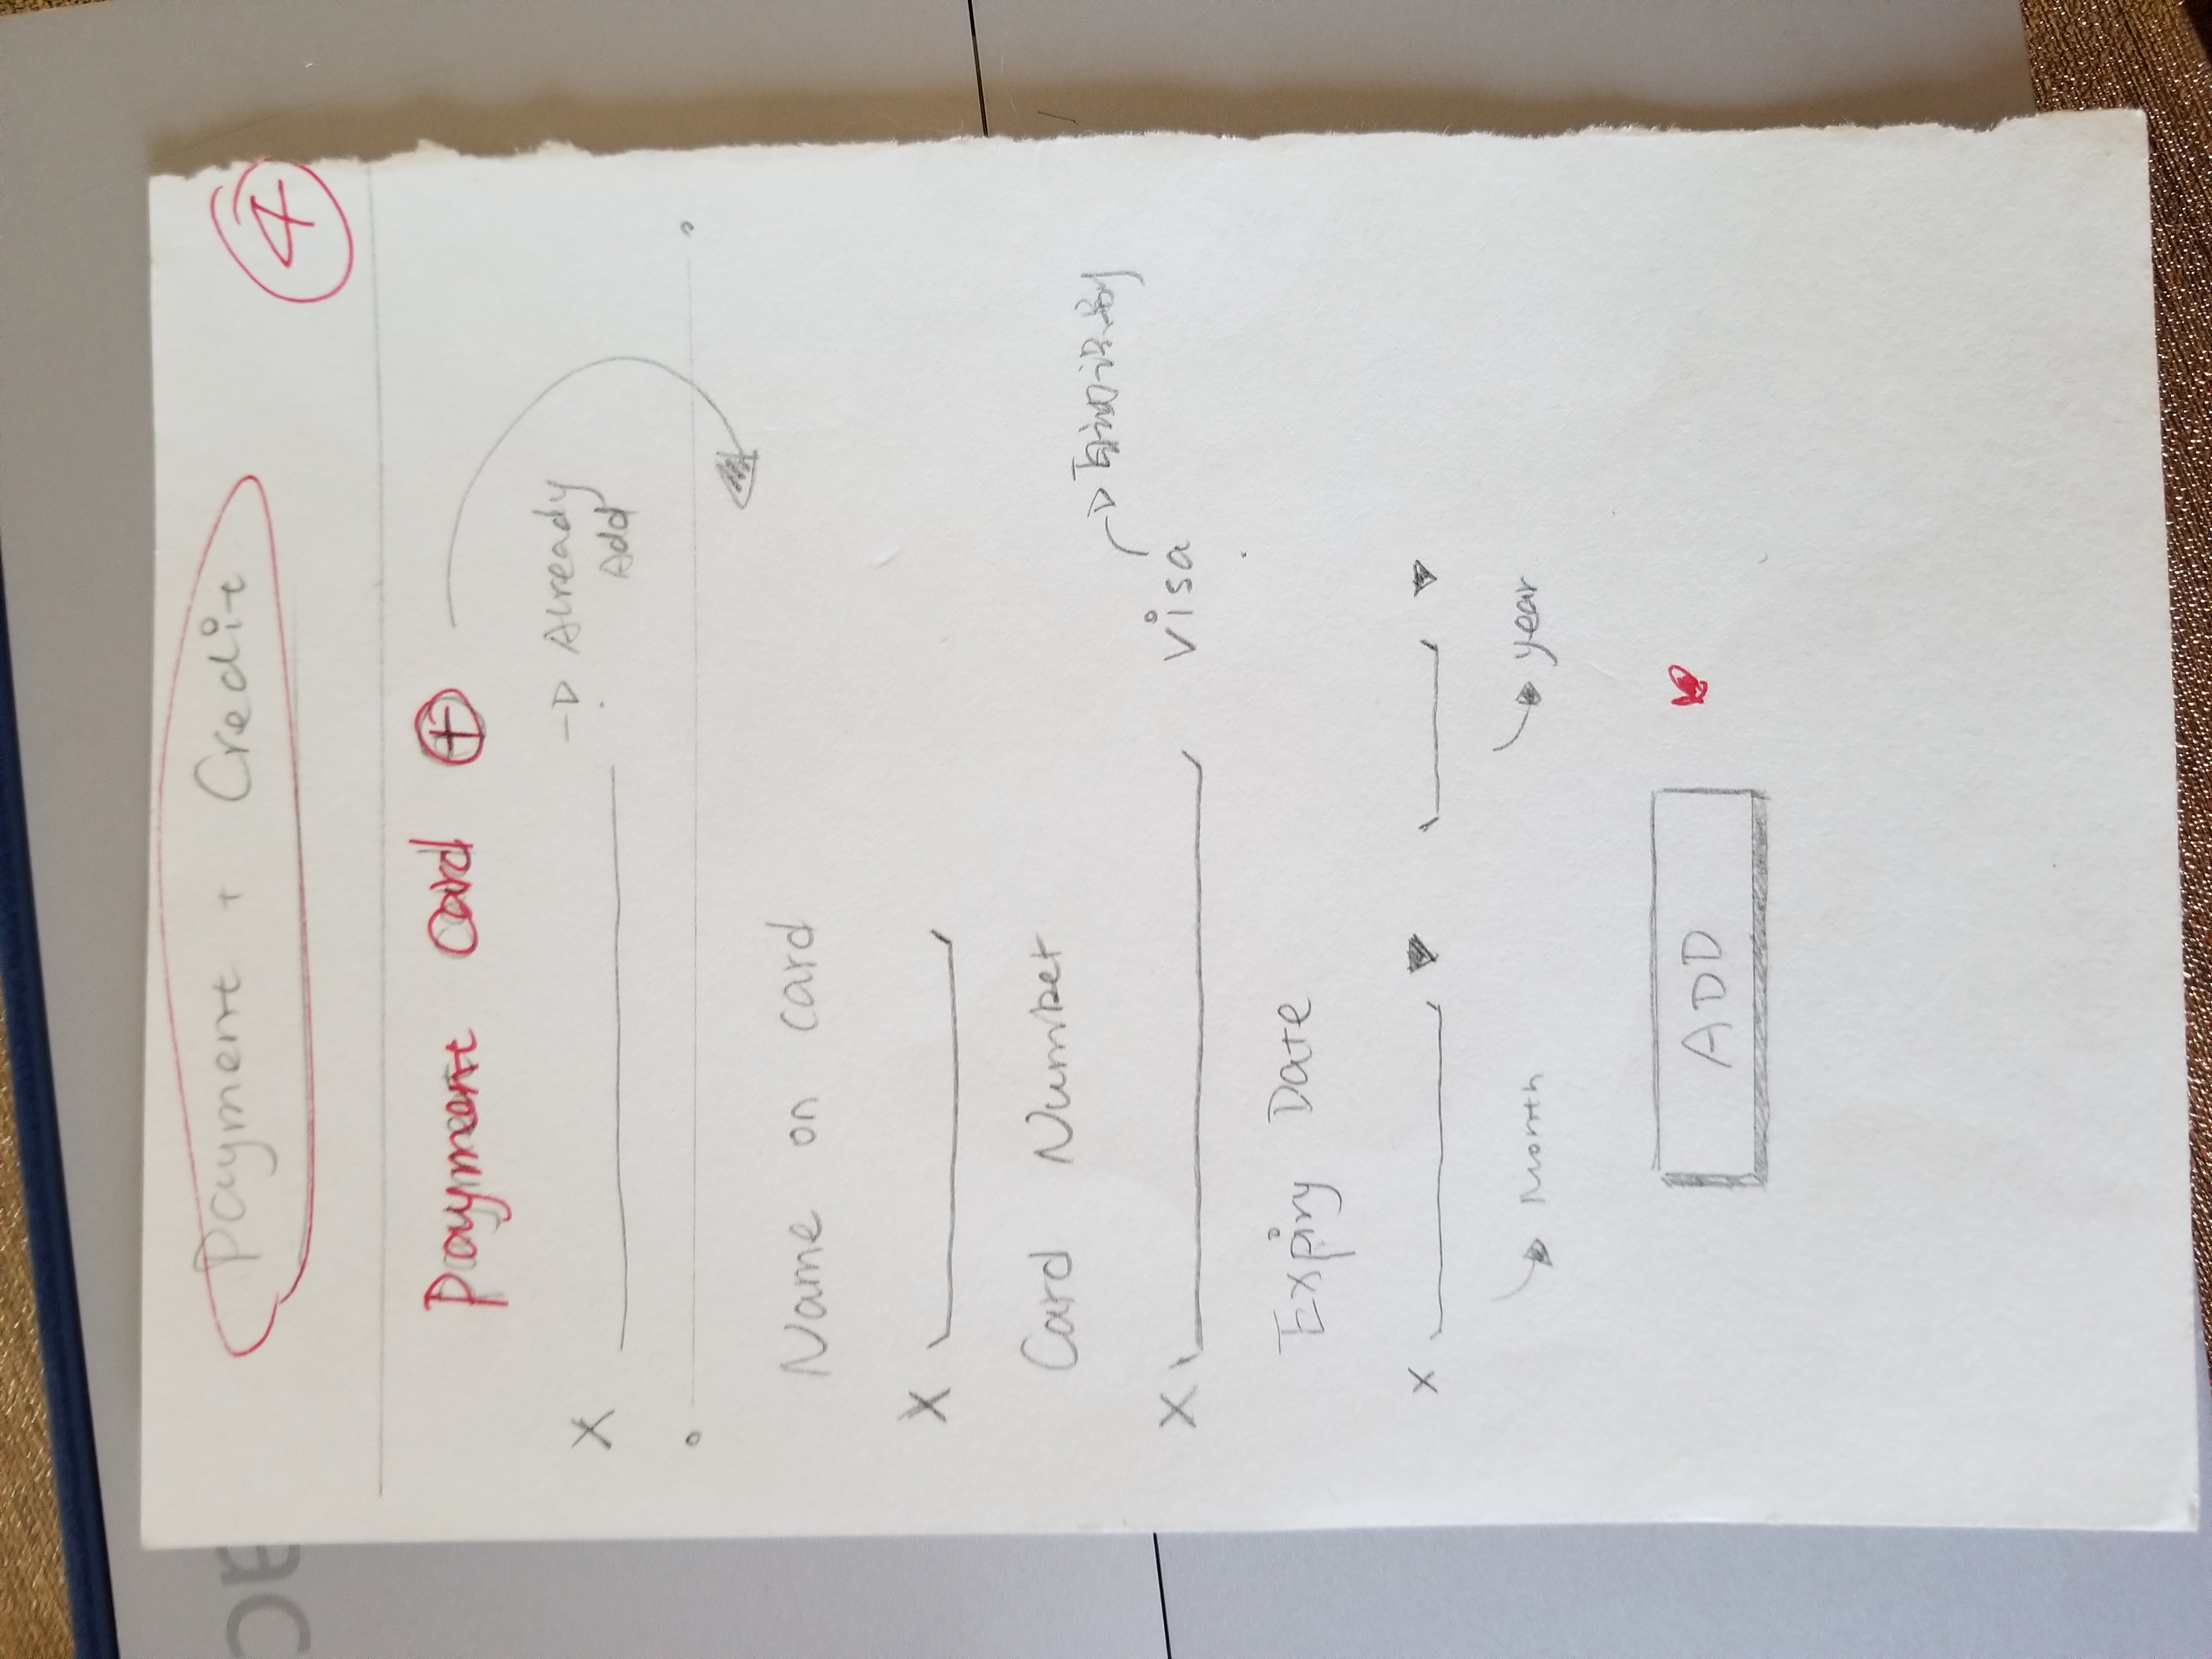 Payment + Credit
4
Payment Card +
X
Already
Add
Name on card
X
Card Number
自动识别
X
visa
Expiry Date
X
Month
year
ADD